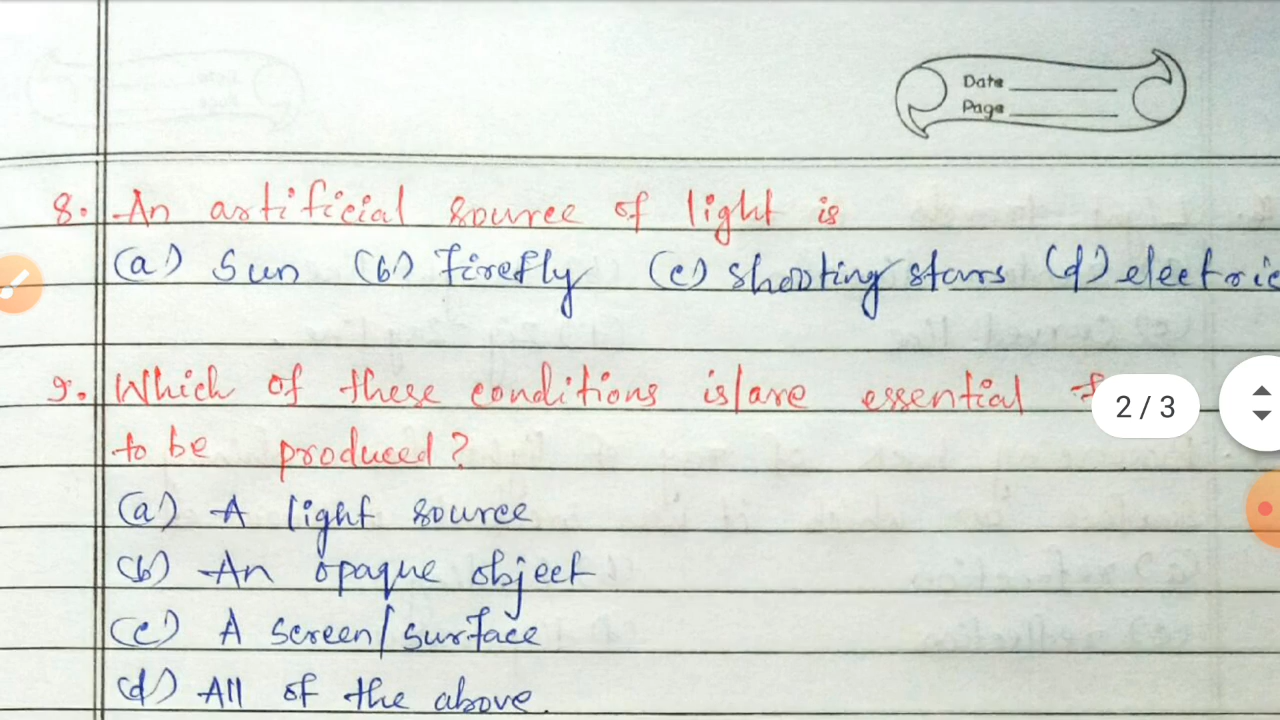 Date
Page
8. An artificial source of light is
(a) Sun (b) firefly (c) shooting stars (d) electric
9. Which of these conditions is/are essential
2 / 3
to be produced?
(a) A light source
(b) An opaque object
(c) A screen/surface
(d) All of the above.